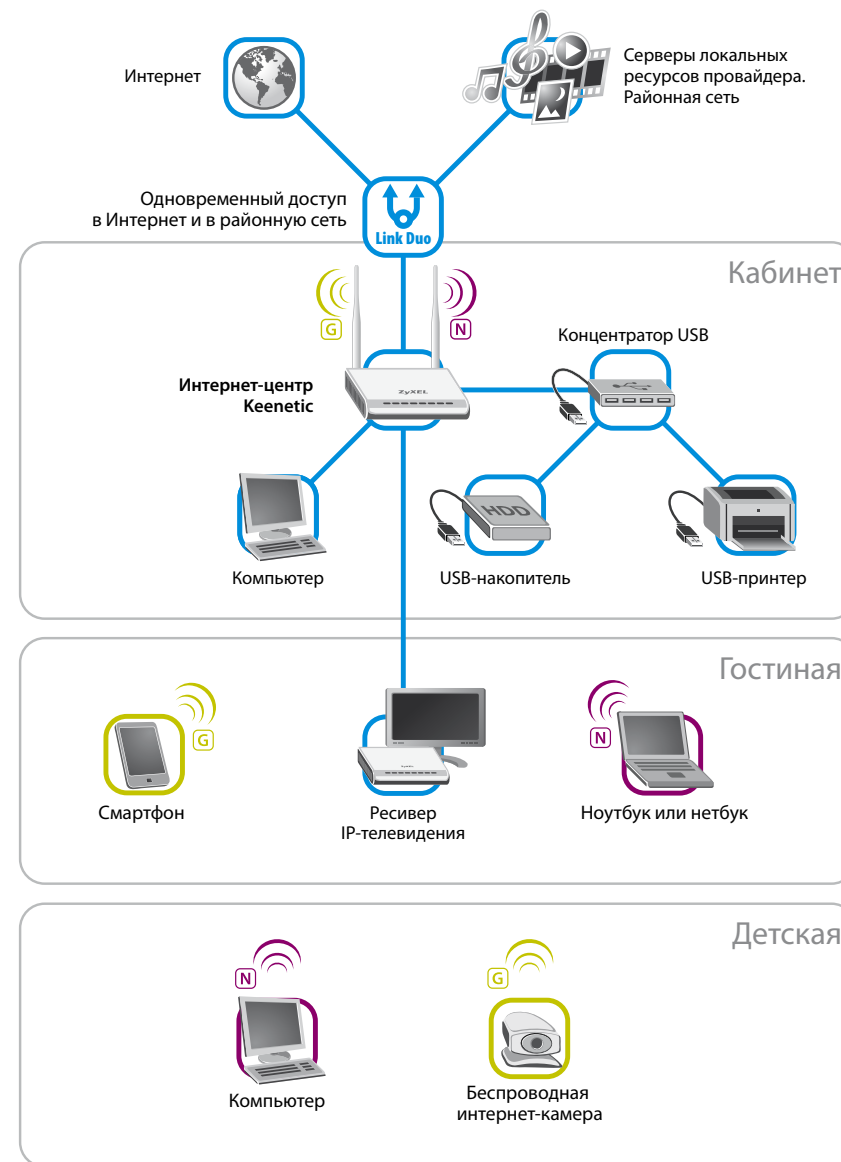 Интернет
Серверы локальных
ресурсов провайдера.
Районная сеть
Одновременный доступ
в Интернет и в районную сеть
Link Duo
Кабинет
G
N
Концентратор USB
Интернет-центр
Keenetic
ZyXEL
HDD
Компьютер
USB-накопитель
USB-принтер
Гостиная
G
N
ZyXEL
Смартфон
Ресивер
IP-телевидения
Ноутбук или нетбук
Детская
N
G
Компьютер
Беспроводная
интернет-камера